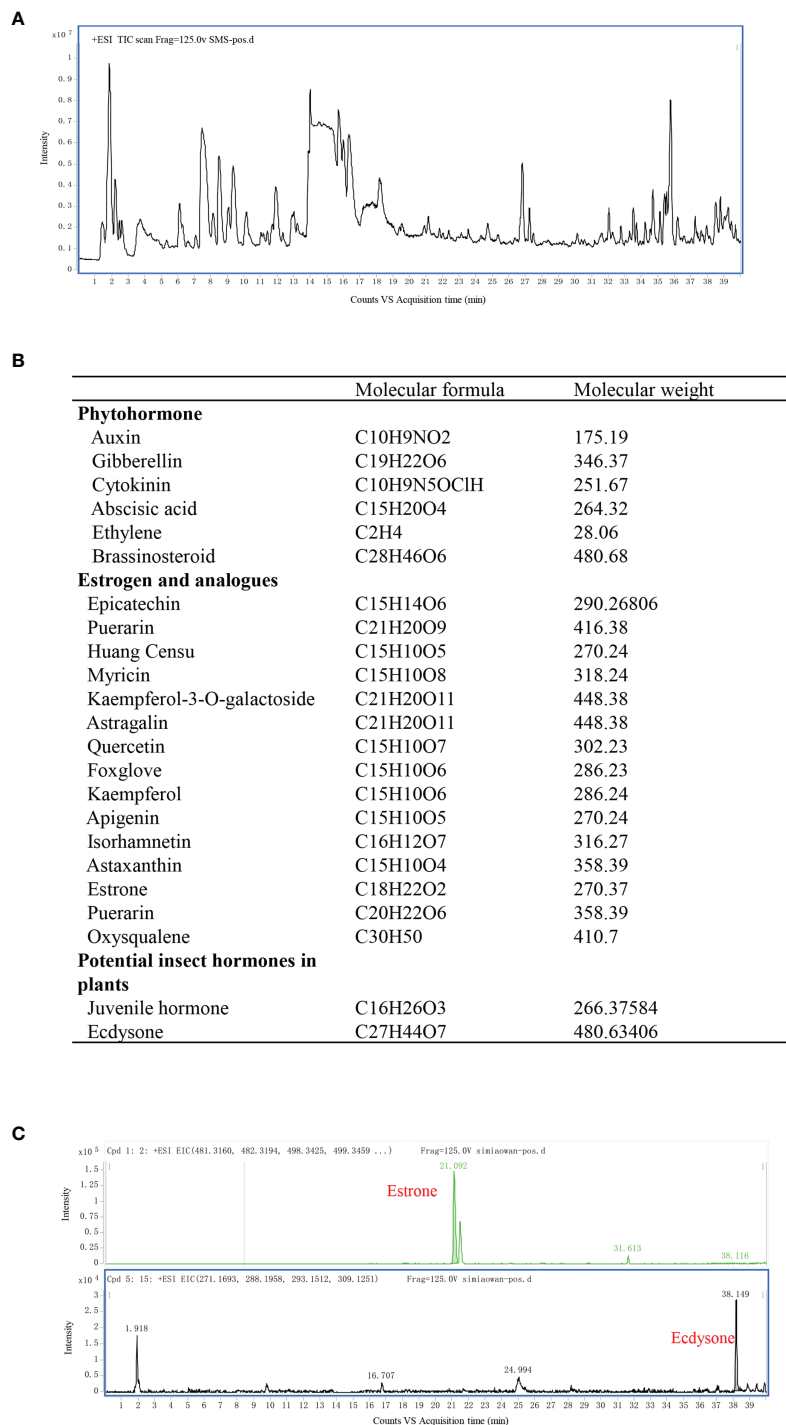 A
+ESI TIC scan Frag=125.0v SMS-pos.d
x10 7
1
1
0.9
0.8
0.7
0.6
0.5
0.4
0.3
0.2
0.1
0
Intensity
1 2 3 4 5 6 7 8 9 10 11 12 13 14 15 16 17 18 19 20 21 22 23 24 25 26 27 28 29 30 31 32 33 34 35 36 37 38 39
Counts VS Acquisition time (min)
B
Molecular formula Molecular weight
Phytohormone
Auxin C10H9NO2 175.19
Gibberellin C19H22O6 346.37
Cytokinin C10H9N5OClH 251.67
Abscisic acid C15H20O4 264.32
Ethylene C2H4 28.06
Brassinosteroid C28H46O6 480.68
Estrogen and analogues
Epicatechin C15H14O6 290.26806
Puerarin C21H20O9 416.38
Huang Censu C15H10O5 270.24
Myricin C15H10O8 318.24
Kaempferol-3-O-galactoside C21H20O11 448.38
Astragalin C21H20O11 448.38
Quercetin C15H10O7 302.23
Foxglove C15H10O6 286.23
Kaempferol C15H10O6 286.24
Apigenin C15H10O5 270.24
Isorhamnetin C16H12O7 316.27
Astaxanthin C15H10O4 358.39
Estrone C18H22O2 270.37
Puerarin C20H22O6 358.39
Oxysqualene C30H50 410.7
Potential insect hormones in
plants
Juvenile hormone C16H26O3 266.37584
Ecdysone C27H44O7 480.63406
C
x10 5 Cpd 1: 2: +ESI EIC(481.3160, 482.3194, 498.3425, 499.3459 ...) Frag=125.0V simiaowan-pos.d
1 21.092 1
1.5
1.25
1
0.75
0.5
0.25
0
Intensity
Estrone
31.613
38.116
x10 4 Cpd 5: 15: +ESI EIC(271.1693, 288.1958, 293.1512, 309.1251) Frag=125.0V simiaowan-pos.d
1 38.149 1
3
2.5
2
1.5
1
0.5
0
Intensity
1.918
Ecdysone
16.707
24.994
1 2 3 4 5 6 7 8 9 10 11 12 13 14 15 16 17 18 19 20 21 22 23 24 25 26 27 28 29 30 31 32 33 34 35 36 37 38 39
Counts VS Acquisition time (min)